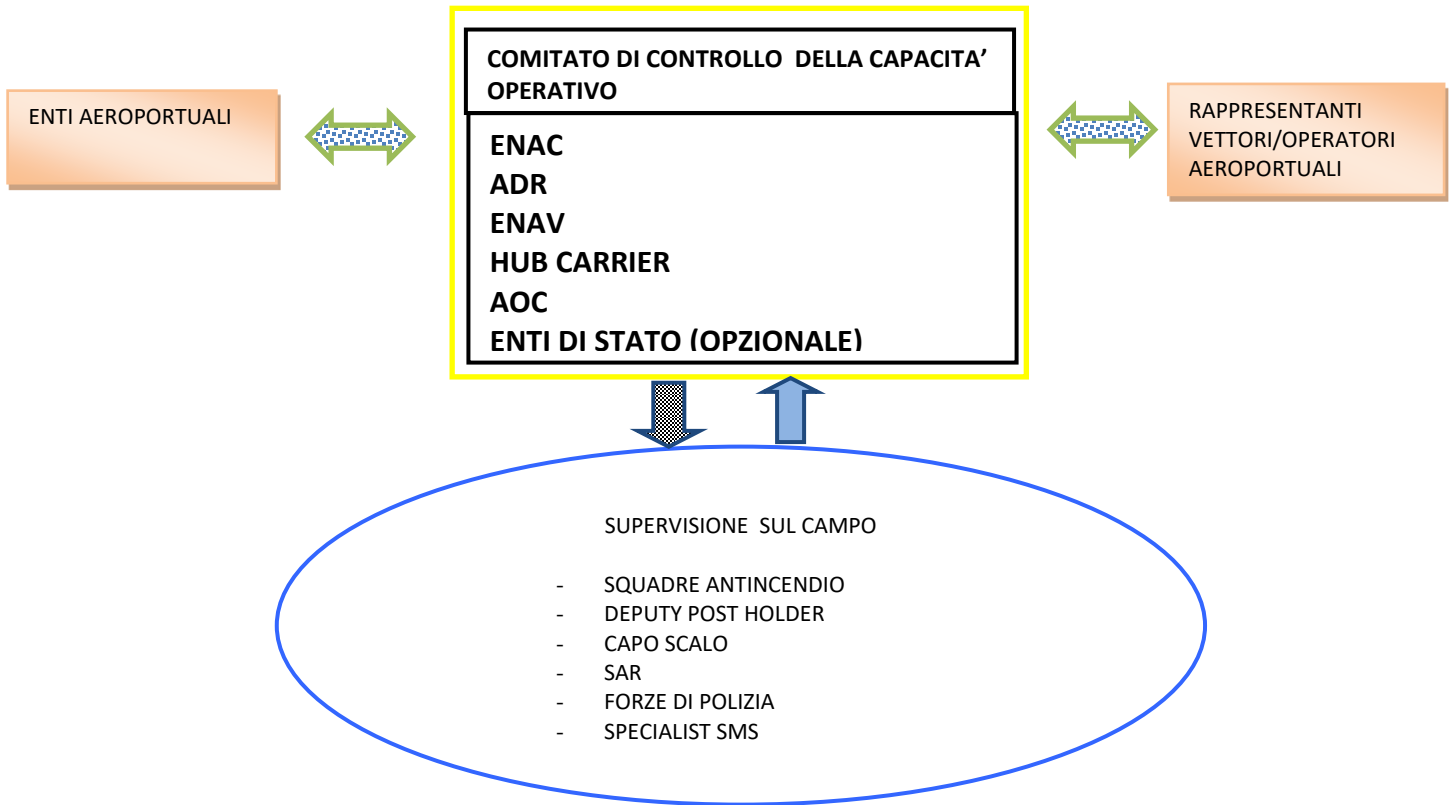 COMITATO DI CONTROLLO DELLA CAPACITA’
OPERATIVO
ENTI AEROPORTUALI
ENAC
ADR
ENAV
HUB CARRIER
AOC
ENTI DI STATO (OPZIONALE)
RAPPRESENTANTI
VETTORI/OPERATORI
AEROPORTUALI
SUPERVISIONE SUL CAMPO
- SQUADRE ANTINCENDIO
- DEPUTY POST HOLDER
- CAPO SCALO
- SAR
- FORZE DI POLIZIA
- SPECIALIST SMS